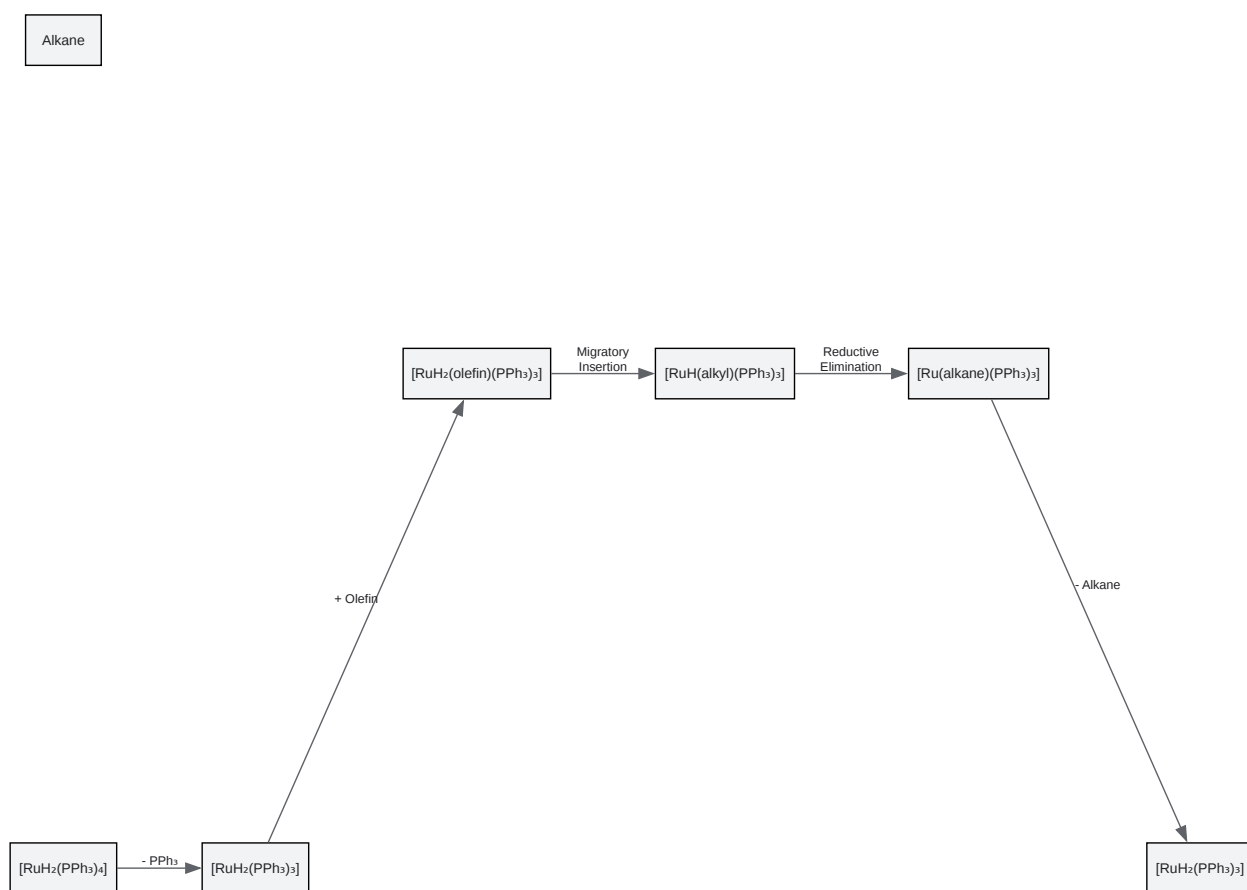 Alkane
[RuH₂(olefin)(PPh₃)₃]
Migratory
Insertion
[RuH(alkyl)(PPh₃)₃]
Reductive
Elimination
[Ru(alkane)(PPh₃)₃]
+ Olefin
- Alkane
[RuH₂(PPh₃)₄]
- PPh₃
[RuH₂(PPh₃)₃]
[RuH₂(PPh₃)₃]